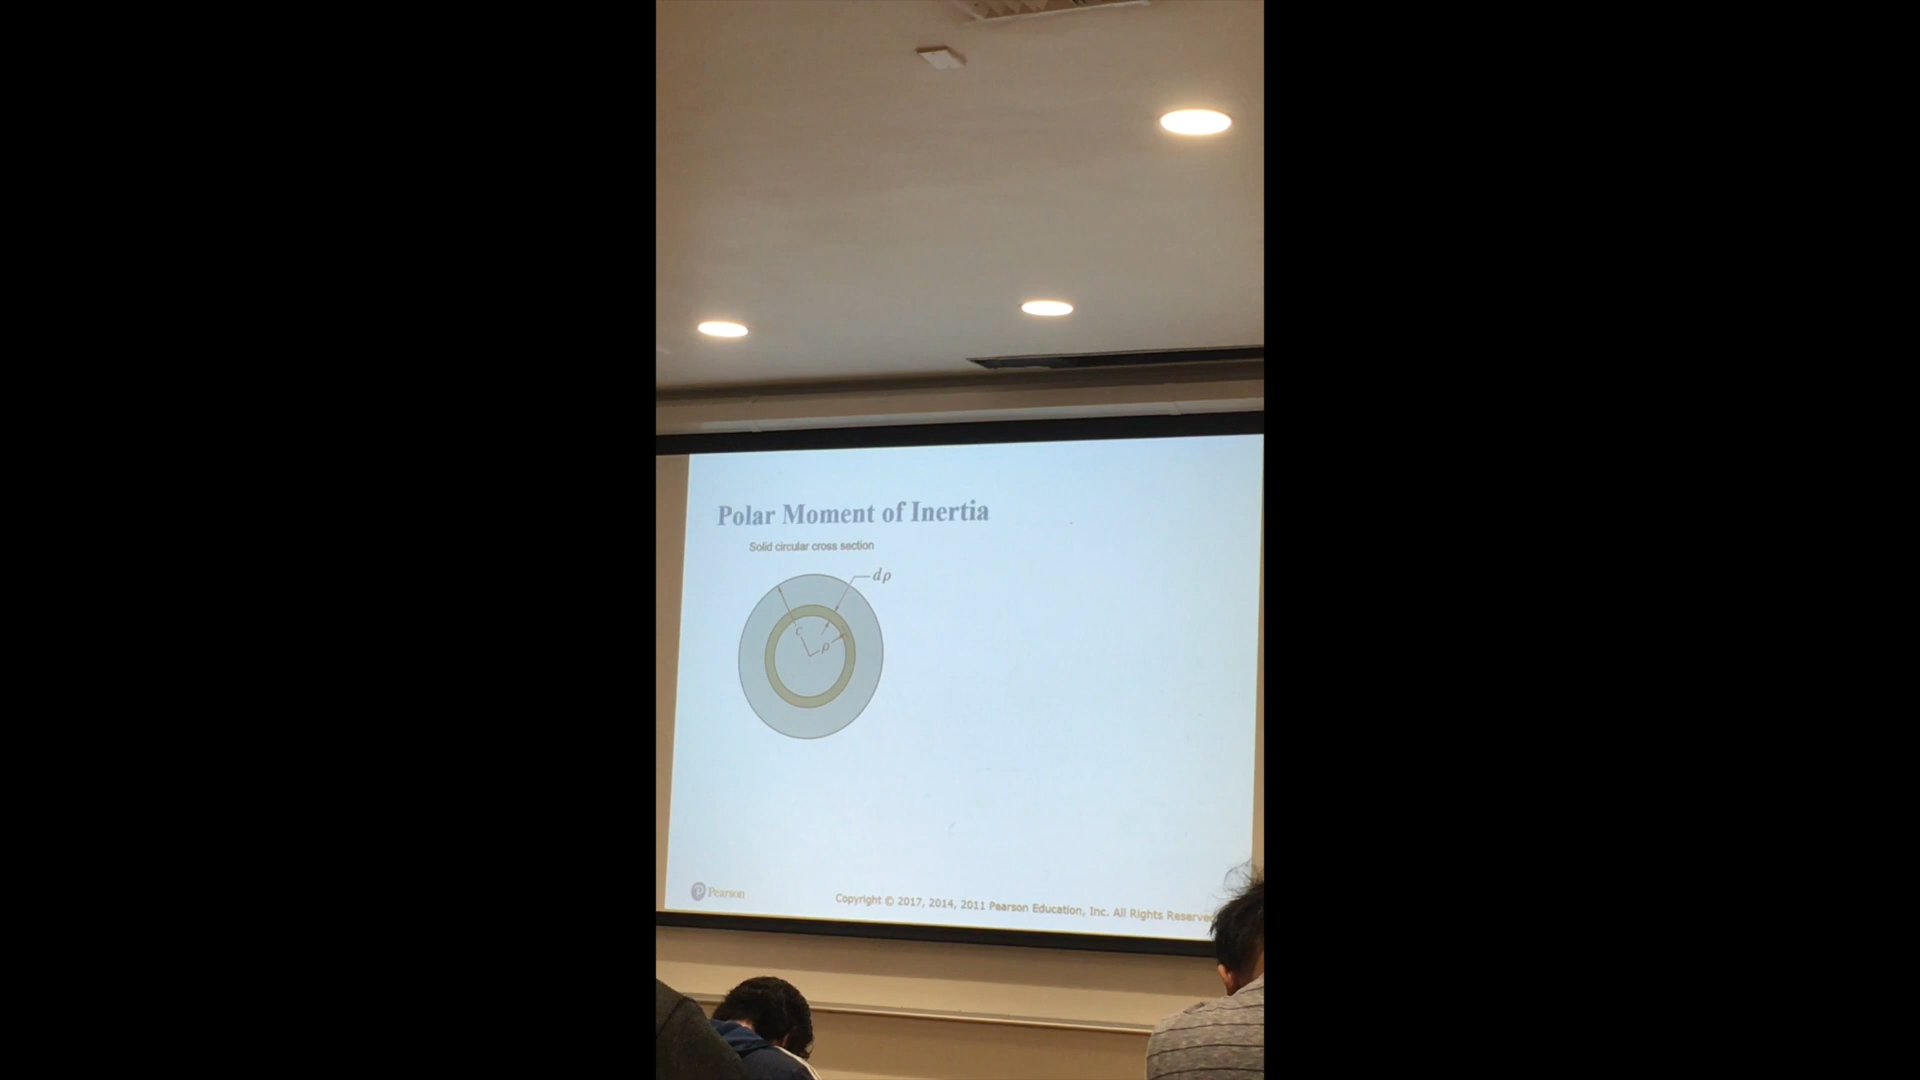 Polar Moment of Inertia
Solid circular cross section
dρ
c
ρ
Pearson
Copyright © 2017, 2014, 2011 Pearson Education, Inc. All Rights Reserved